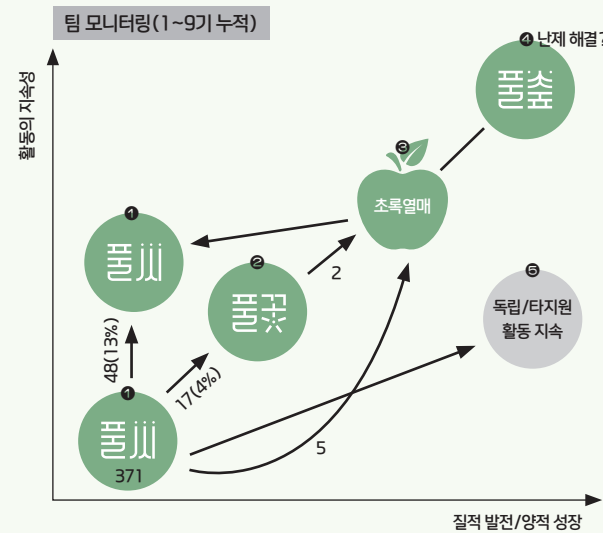 팀 모니터링(1~9기 누적)
활동의 지속성
❹ 난제 해결?
풀숲
❸
초록열매
❶
풀씨
❷
풀꽃
2
❺
독립/타지원
활동 지속
48(13%)
17(4%)
❶
풀씨
371
5
질적 발전/양적 성장